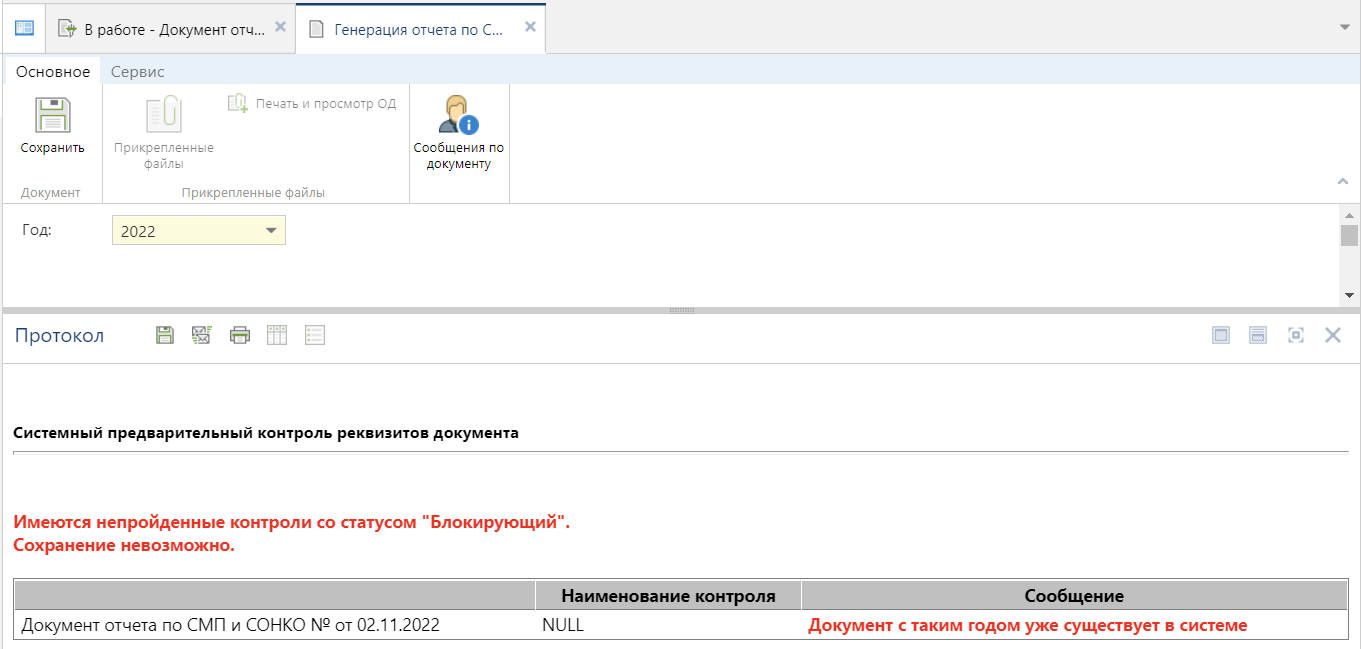 В работе - Документ отч...
Генерация отчета по С...
Основное
Сервис
Сохранить
Документ
Прикрепленные
файлы
Печать и просмотр ОД
Прикрепленные файлы
Сообщения по
документу
Год:
2022
Протокол
Системный предварительный контроль реквизитов документа
Имеются непройденные контроли со статусом "Блокирующий".
Сохранение невозможно.
Наименование контроля
Сообщение
Документ отчета по СМП и СОНКО № от 02.11.2022
NULL
Документ с таким годом уже существует в системе